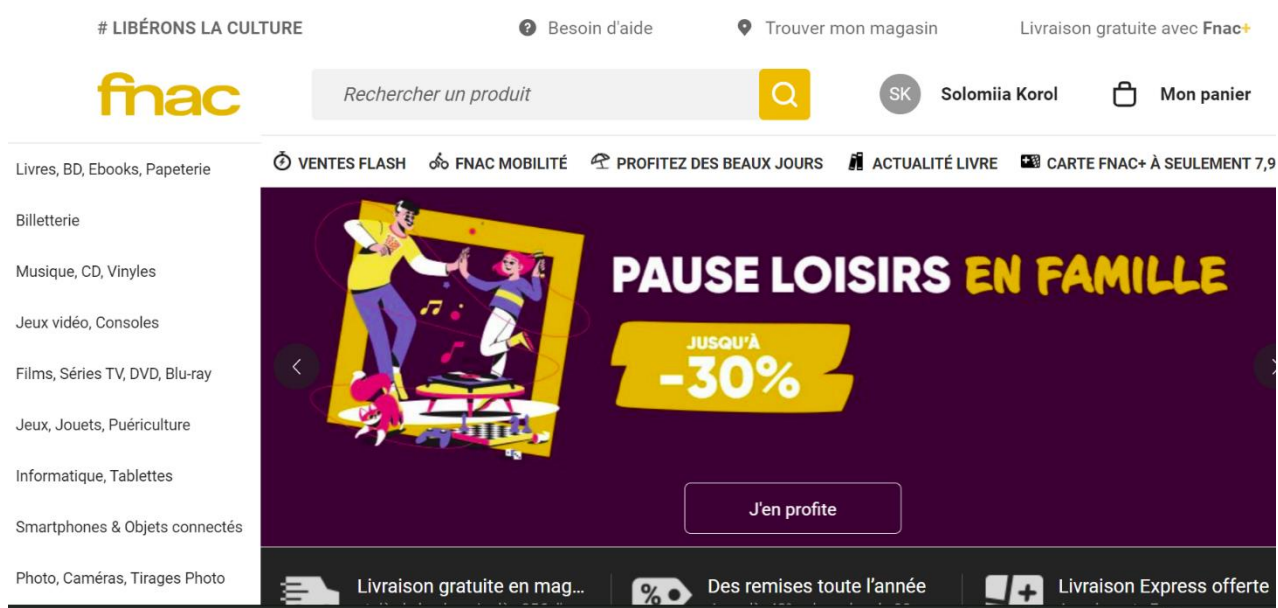 # LIBÉRONS LA CULTURE
Besoin d'aide
Trouver mon magasin
Livraison gratuite avec Fnac+
fnac
Rechercher un produit
SK
Solomiia Korol
Mon panier
VENTES FLASH
FNAC MOBILITÉ
PROFITEZ DES BEAUX JOURS
ACTUALITÉ LIVRE
CARTE FNAC+ À SEULEMENT 7,9
Livres, BD, Ebooks, Papeterie
Billetterie
Musique, CD, Vinyles
Jeux vidéo, Consoles
Films, Séries TV, DVD, Blu-ray
Jeux, Jouets, Puériculture
Informatique, Tablettes
Smartphones & Objets connectés
Photo, Caméras, Tirages Photo
PAUSE LOISIRS EN FAMILLE
JUSQU'À
-30%
J'en profite
Livraison gratuite en mag...
Des remises toute l'année
Livraison Express offerte